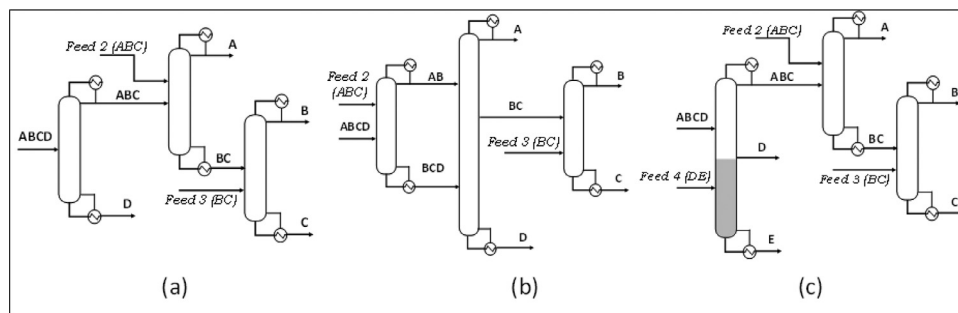 Feed 2 (ABC)
A
ABC
ABCD
B
BC
Feed 3 (BC)
D
C
(a)
A
Feed 2
(ABC)
AB
ABCD
BCD
BC
B
Feed 3 (BC)
C
D
(b)
Feed 2 (ABC)
A
ABC
ABCD
B
D
BC
Feed 4 (DB)
Feed 3 (BC)
C
E
(c)